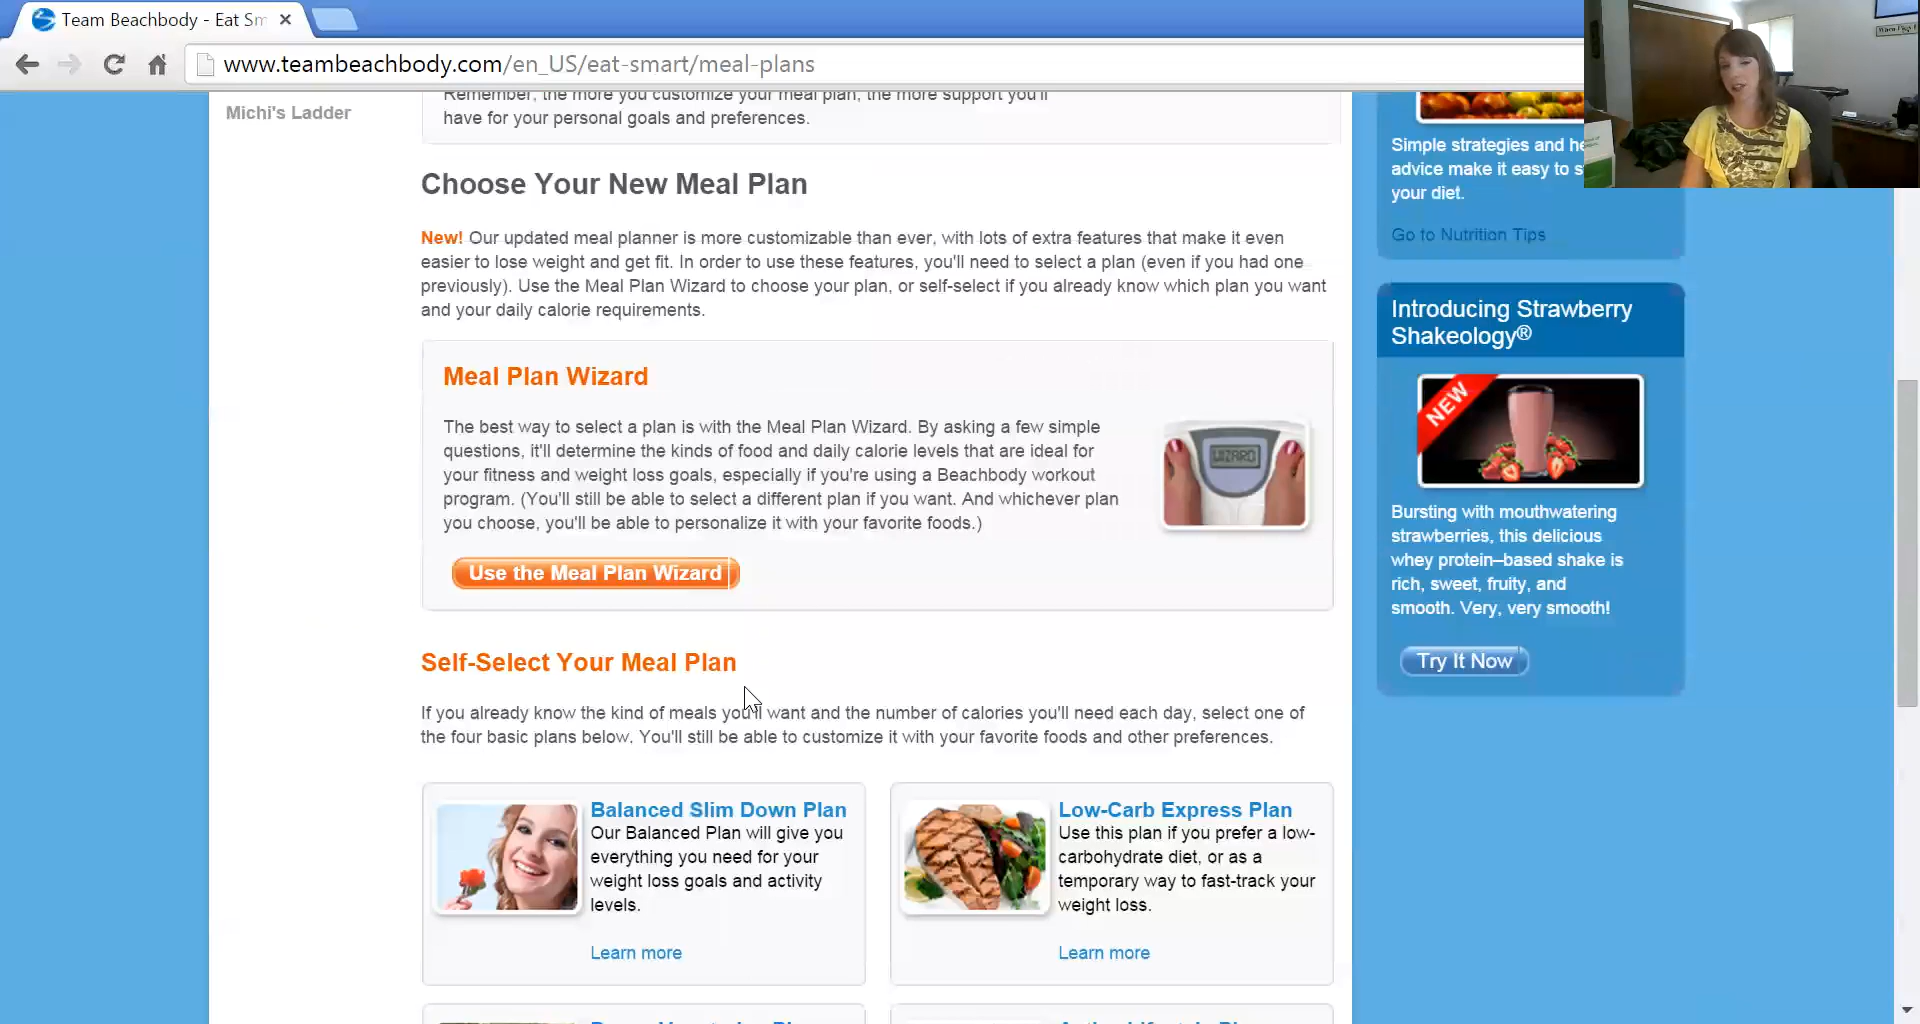 Team Beachbody - Eat Sm
www.teambeachbody.com/en_US/eat-smart/meal-plans
Michi's Ladder
Remember, the more you customize your meal plan, the more support you'll
have for your personal goals and preferences.
Choose Your New Meal Plan
New! Our updated meal planner is more customizable than ever, with lots of extra features that make it even
easier to lose weight and get fit. In order to use these features, you'll need to select a plan (even if you had one
previously). Use the Meal Plan Wizard to choose your plan, or self-select if you already know which plan you want
and your daily calorie requirements.
Meal Plan Wizard
The best way to select a plan is with the Meal Plan Wizard. By asking a few simple
questions, it'll determine the kinds of food and daily calorie levels that are ideal for
your fitness and weight loss goals, especially if you're using a Beachbody workout
program. (You'll still be able to select a different plan if you want. And whichever plan
you choose, you'll be able to personalize it with your favorite foods.)
WIZARD
Use the Meal Plan Wizard
Self-Select Your Meal Plan
If you already know the kind of meals you'll want and the number of calories you'll need each day, select one of
the four basic plans below. You'll still be able to customize it with your favorite foods and other preferences.
Balanced Slim Down Plan
Our Balanced Plan will give you
everything you need for your
weight loss goals and activity
levels.
Learn more
Low-Carb Express Plan
Use this plan if you prefer a low-
carbohydrate diet, or as a
temporary way to fast-track your
weight loss.
Learn more
Simple strategies and he
advice make it easy to s
your diet.
Go to Nutrition Tips
Introducing Strawberry
Shakeology®
NEW
Bursting with mouthwatering
strawberries, this delicious
whey protein–based shake is
rich, sweet, fruity, and
smooth. Very, very smooth!
Try It Now